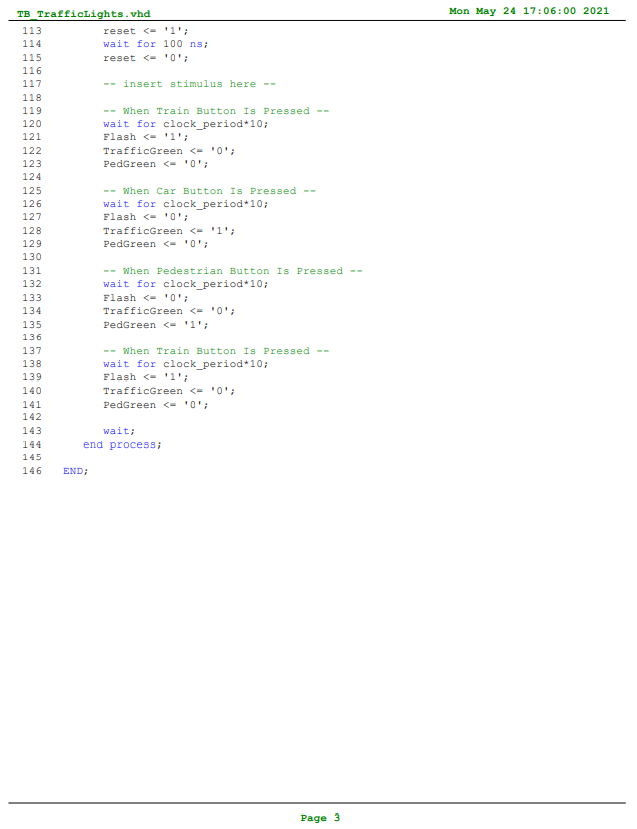 TB_TrafficLights.vhd Mon May 24 17:06:00 2021
113 reset <= '1';
114 wait for 100 ns;
115 reset <= '0';
116
117 -- insert stimulus here --
118
119 -- When Train Button Is Pressed --
120 wait for clock_period*10;
121 Flash <= '1';
122 TrafficGreen <= '0';
123 PedGreen <= '0';
124
125 -- When Car Button Is Pressed --
126 wait for clock_period*10;
127 Flash <= '0';
128 TrafficGreen <= '1';
129 PedGreen <= '0';
130
131 -- When Pedestrian Button Is Pressed --
132 wait for clock_period*10;
133 Flash <= '0';
134 TrafficGreen <= '0';
135 PedGreen <= '1';
136
137 -- When Train Button Is Pressed --
138 wait for clock_period*10;
139 Flash <= '1';
140 TrafficGreen <= '0';
141 PedGreen <= '0';
142
143 wait;
144 end process;
145
146 END;
Page 3